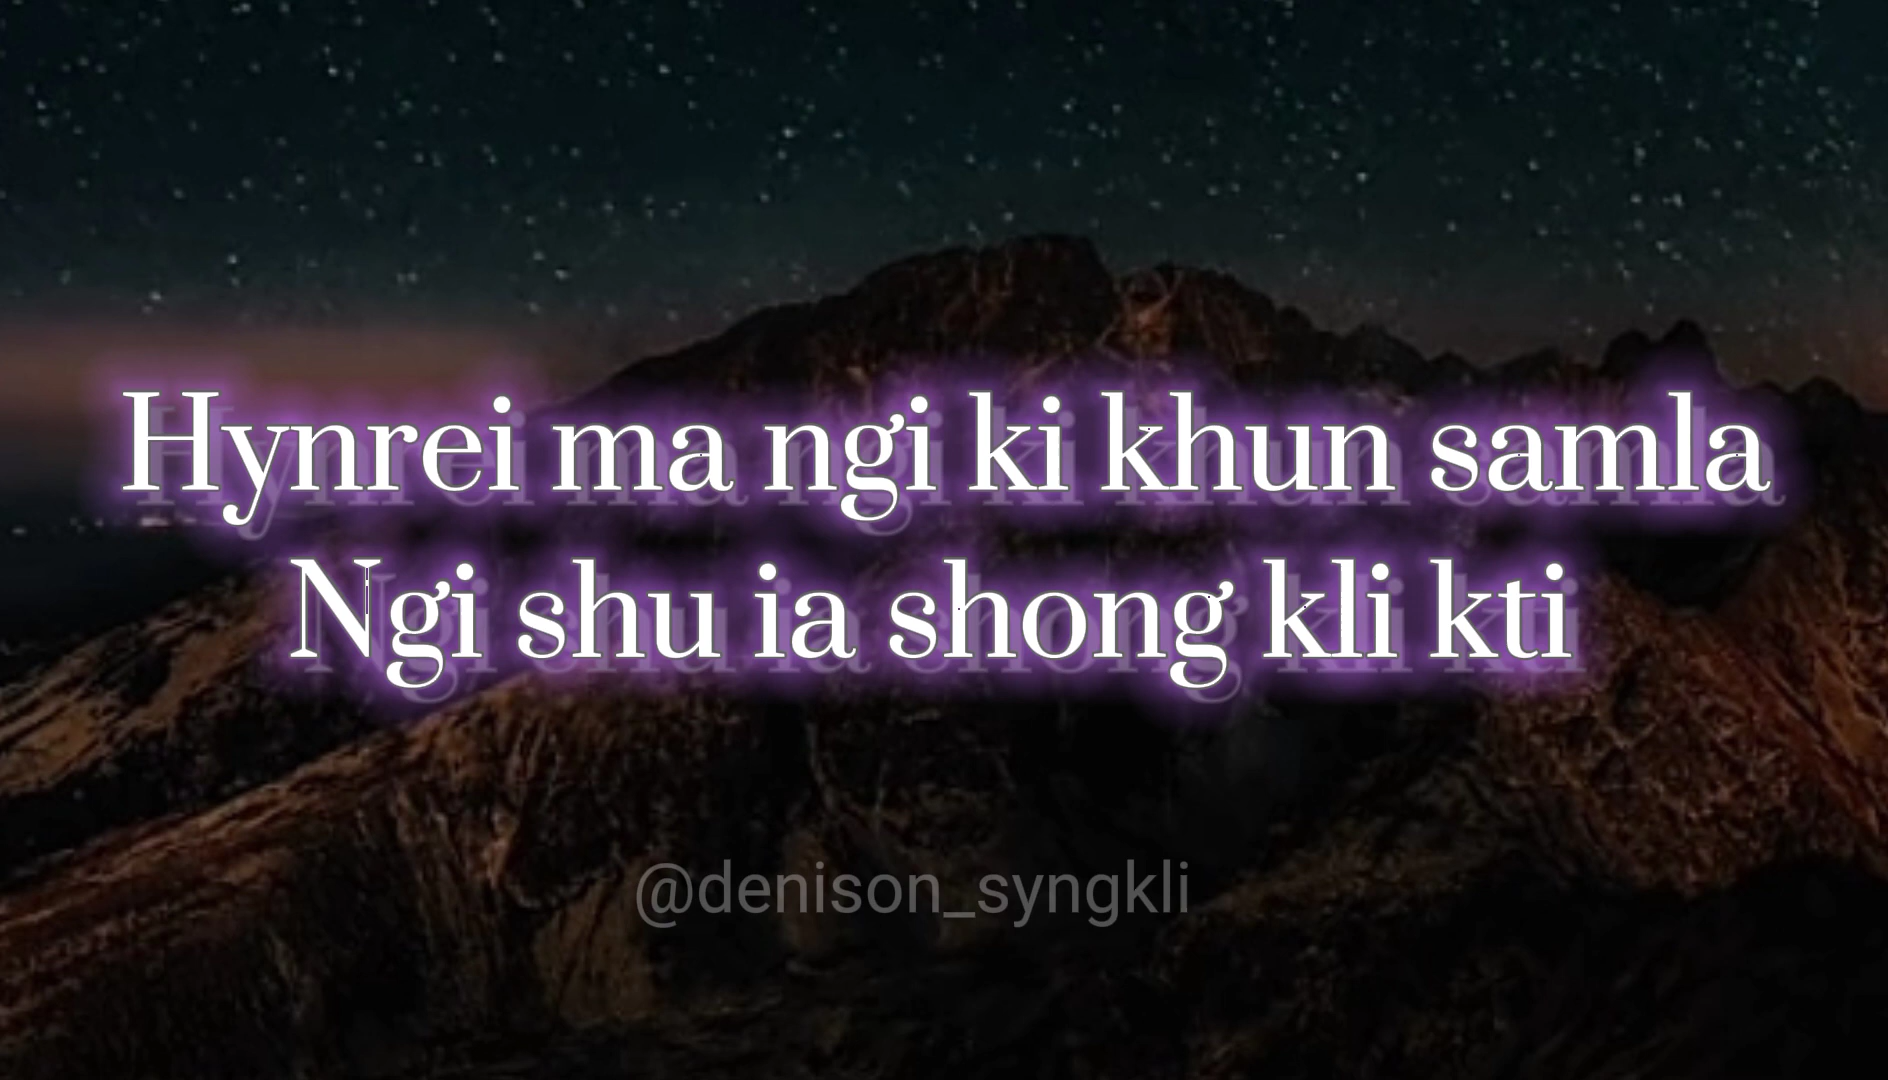 Hynrei ma ngi ki khun samla
Ngi shu ia shong kli kti
@denison_syngkli